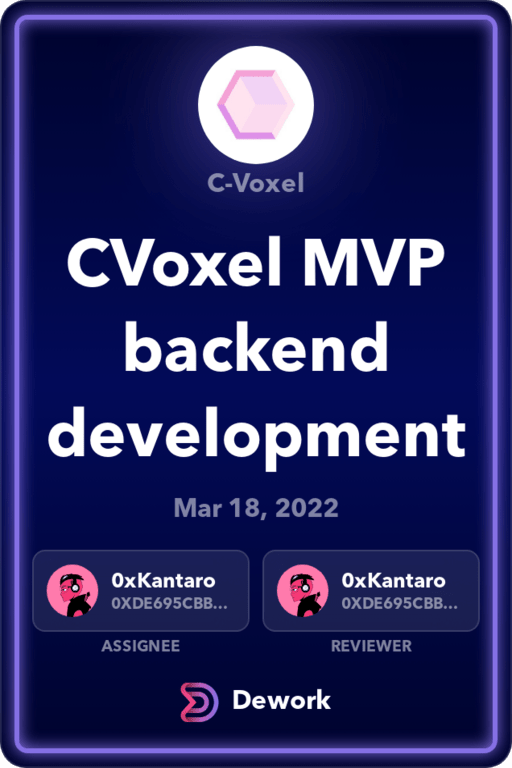 C-Voxel
CVoxel MVP
backend
development
Mar 18, 2022
0xKantaro
0XDE695CBB...
ASSIGNEE
0xKantaro
0XDE695CBB...
REVIEWER
Dework